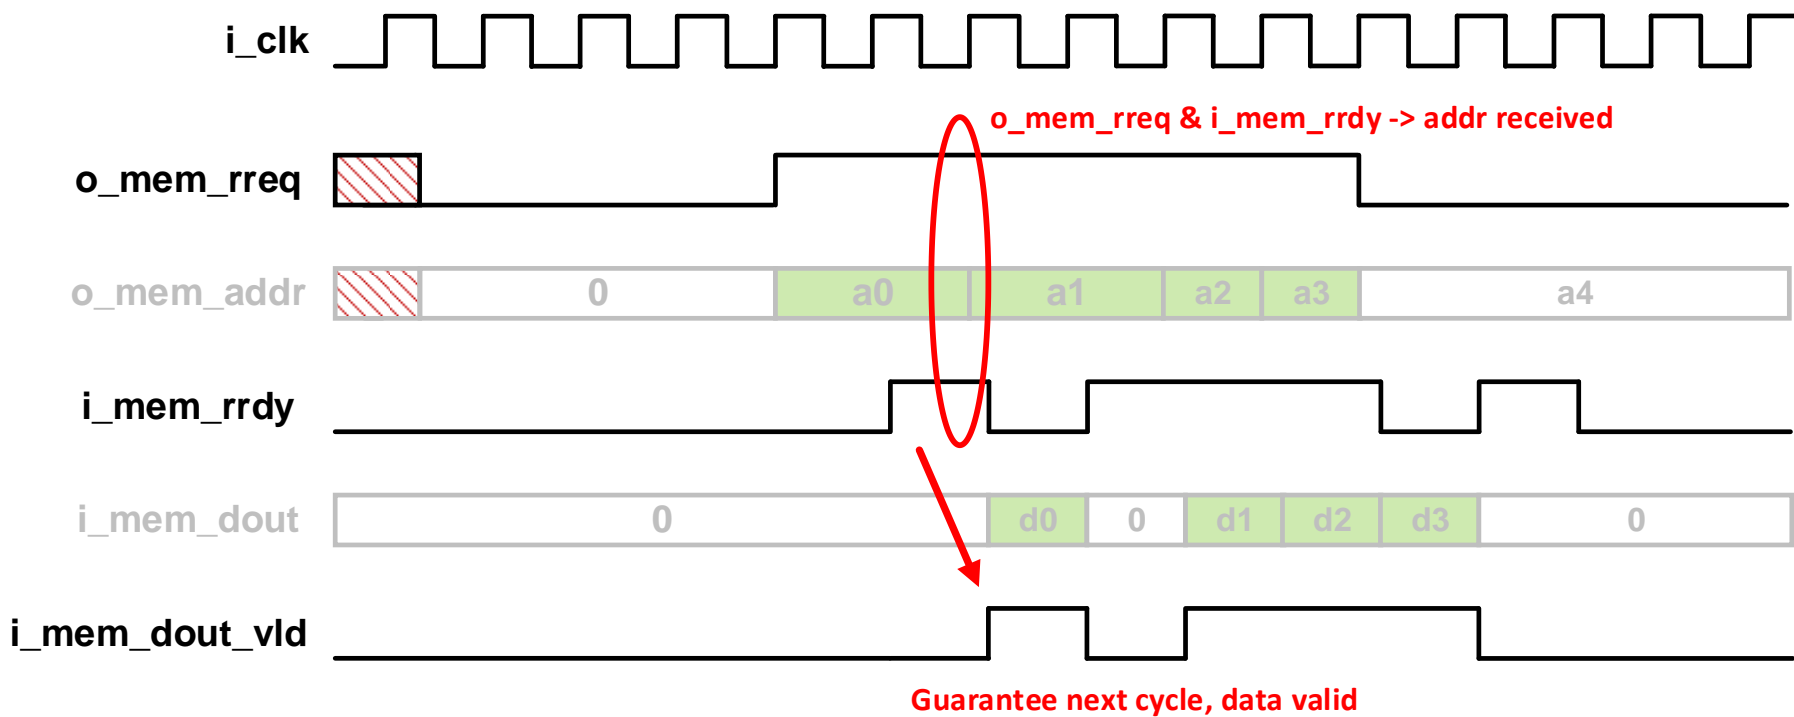 i_clk
o_mem_rreq & i_mem_rrdy -> addr received
o_mem_rreq
o_mem_addr 0 a0 a1 a2 a3 a4
i_mem_rrdy
i_mem_dout 0 d0 0 d1 d2 d3 0
i_mem_dout_vld
Guarantee next cycle, data valid